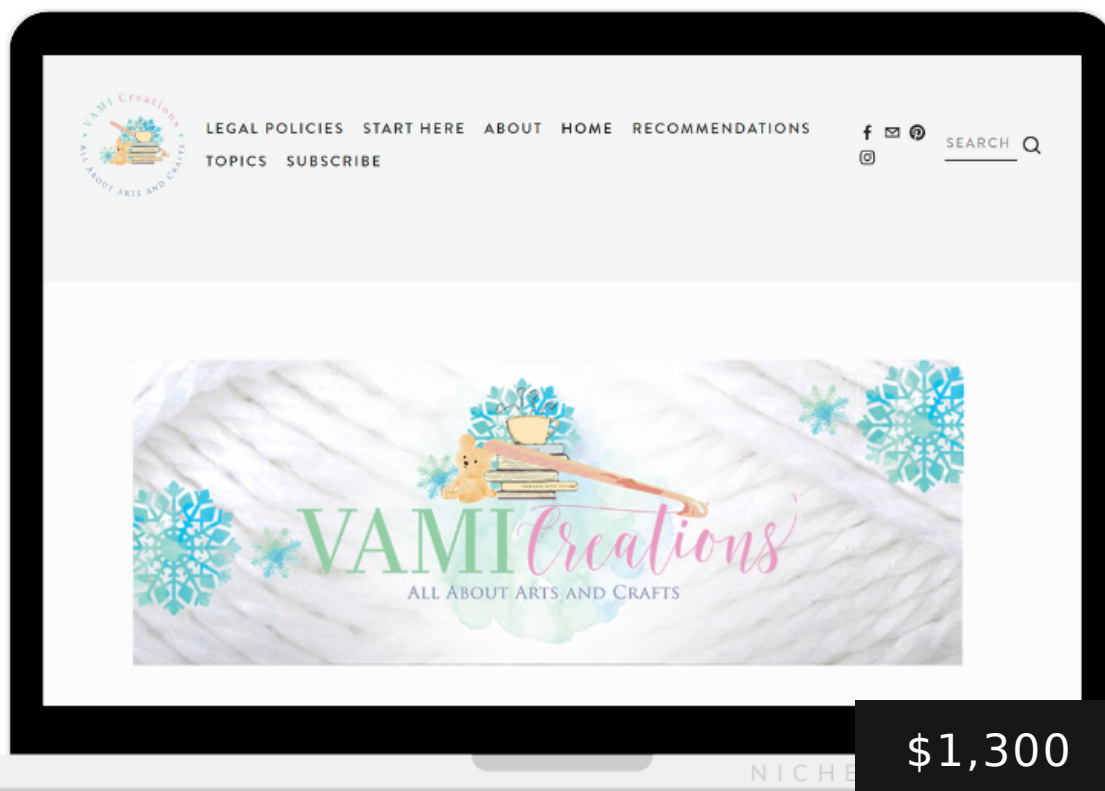 VAMI Creations
ALL ABOUT ARTS AND CRAFTS
LEGAL POLICIES START HERE ABOUT HOME RECOMMENDATIONS
TOPICS SUBSCRIBE
SEARCH
VAMI Creations
ALL ABOUT ARTS AND CRAFTS
NICHE
$1,300